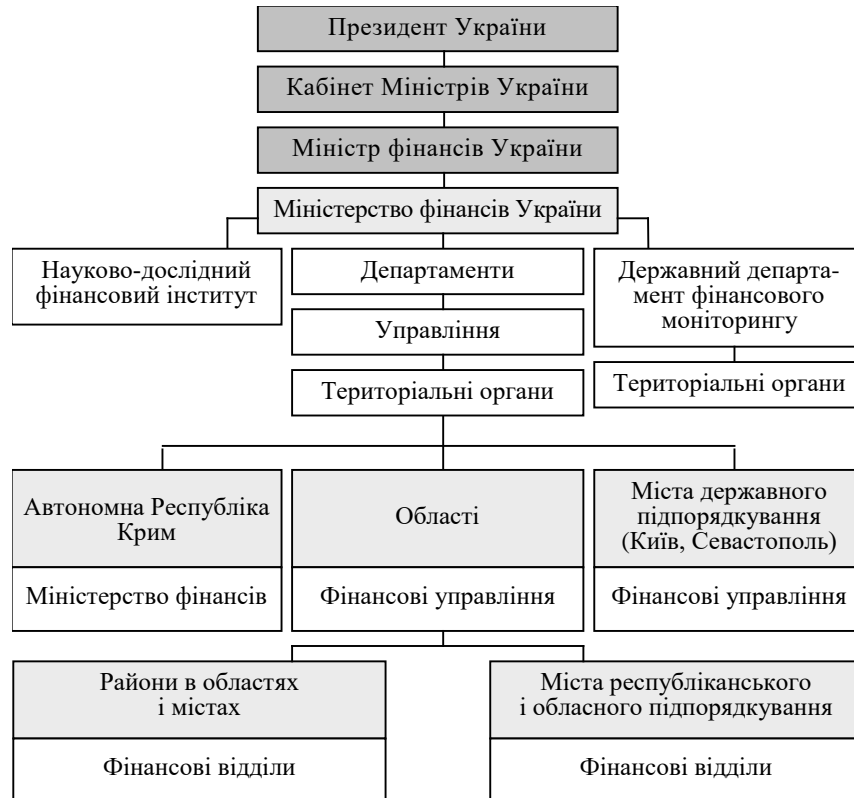 Президент України
Кабінет Міністрів України
Міністр фінансів України
Міністерство фінансів України
Науково-дослідний
фінансовий інститут
Департаменти
Управління
Територіальні органи
Державний департа-
мент фінансового
моніторингу
Територіальні органи
Автономна Республіка
Крим
Міністерство фінансів
Області
Фінансові управління
Міста державного
підпорядкування
(Київ, Севастополь)
Фінансові управління
Райони в областях
і містах
Фінансові відділи
Міста республіканського
і обласного підпорядкування
Фінансові відділи